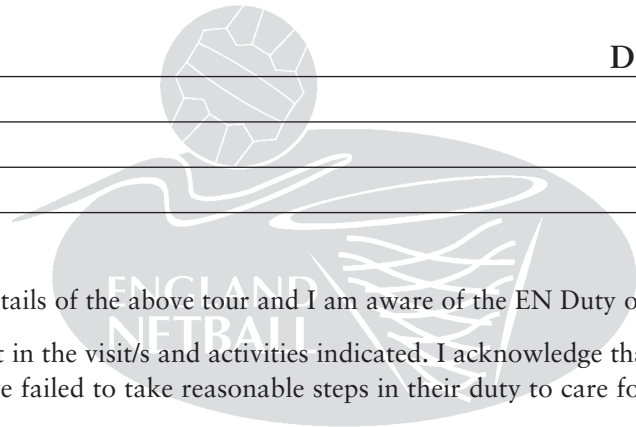 D
ENGLAND
NETBALL
tails of the above tour and I am aware of the EN Duty o
t in the visit/s and activities indicated. I acknowledge tha
e failed to take reasonable steps in their duty to care fo